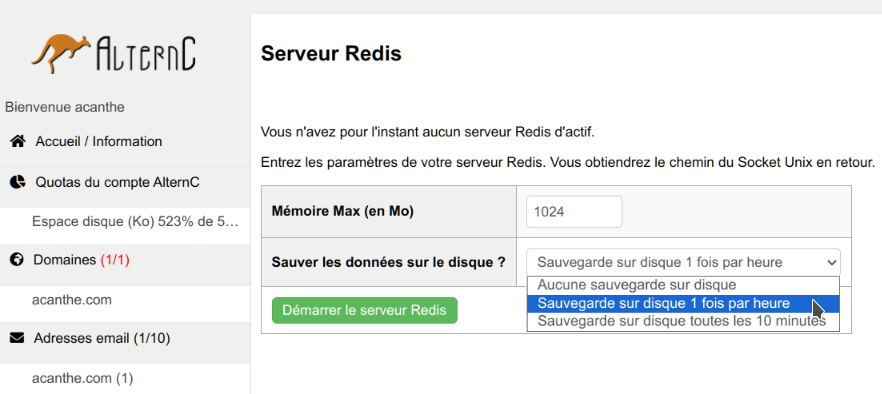 ALTERNC
Bienvenue acanthe
Accueil / Information
Quotas du compte AlternC
Espace disque (Ko) 523% de 5…
Domaines (1/1)
acanthe.com
Adresses email (1/10)
acanthe.com (1)
Serveur Redis
Vous n'avez pour l'instant aucun serveur Redis d'actif.
Entrez les paramètres de votre serveur Redis. Vous obtiendrez le chemin du Socket Unix en retour.
Mémoire Max (en Mo) 1024
Sauver les données sur le disque ? Sauvegarde sur disque 1 fois par heure
Aucune sauvegarde sur disque
Sauvegarde sur disque 1 fois par heure
Sauvegarde sur disque toutes les 10 minutes
Démarrer le serveur Redis